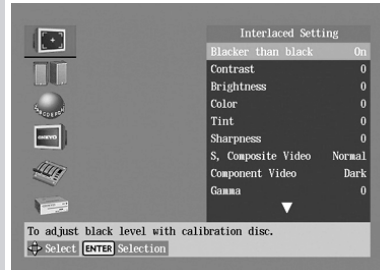 Interlaced Setting
Blacker than black On
Contrast 0
Brightness 0
Color 0
Tint 0
Sharpness 0
S, Composite Video Normal
Component Video Dark
Gamma 0
ONKYO
To adjust black level with calibration disc.
Select ENTER Selection